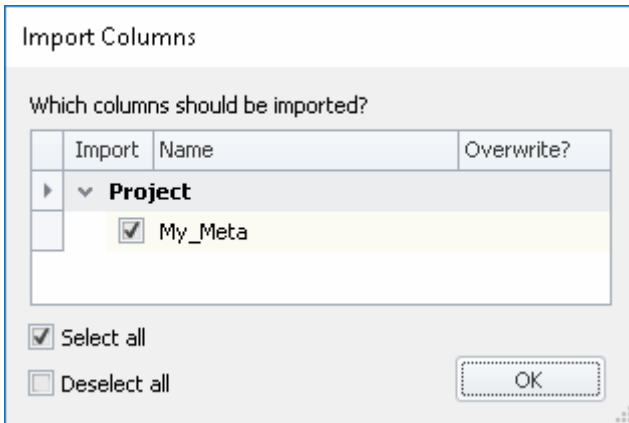 Import Columns
Which columns should be imported?
Import Name Overwrite?
Project
My_Meta
Select all
Deselect all
OK